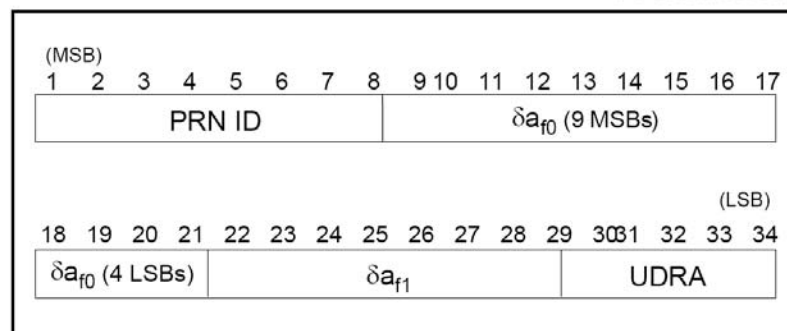 (MSB)
1 2 3 4 5 6 7 8 9 10 11 12 13 14 15 16 17
PRN ID δaf0 (9 MSBs)
(LSB)
18 19 20 21 22 23 24 25 26 27 28 29 30 31 32 33 34
δaf0 (4 LSBs) δaf1 UDRA